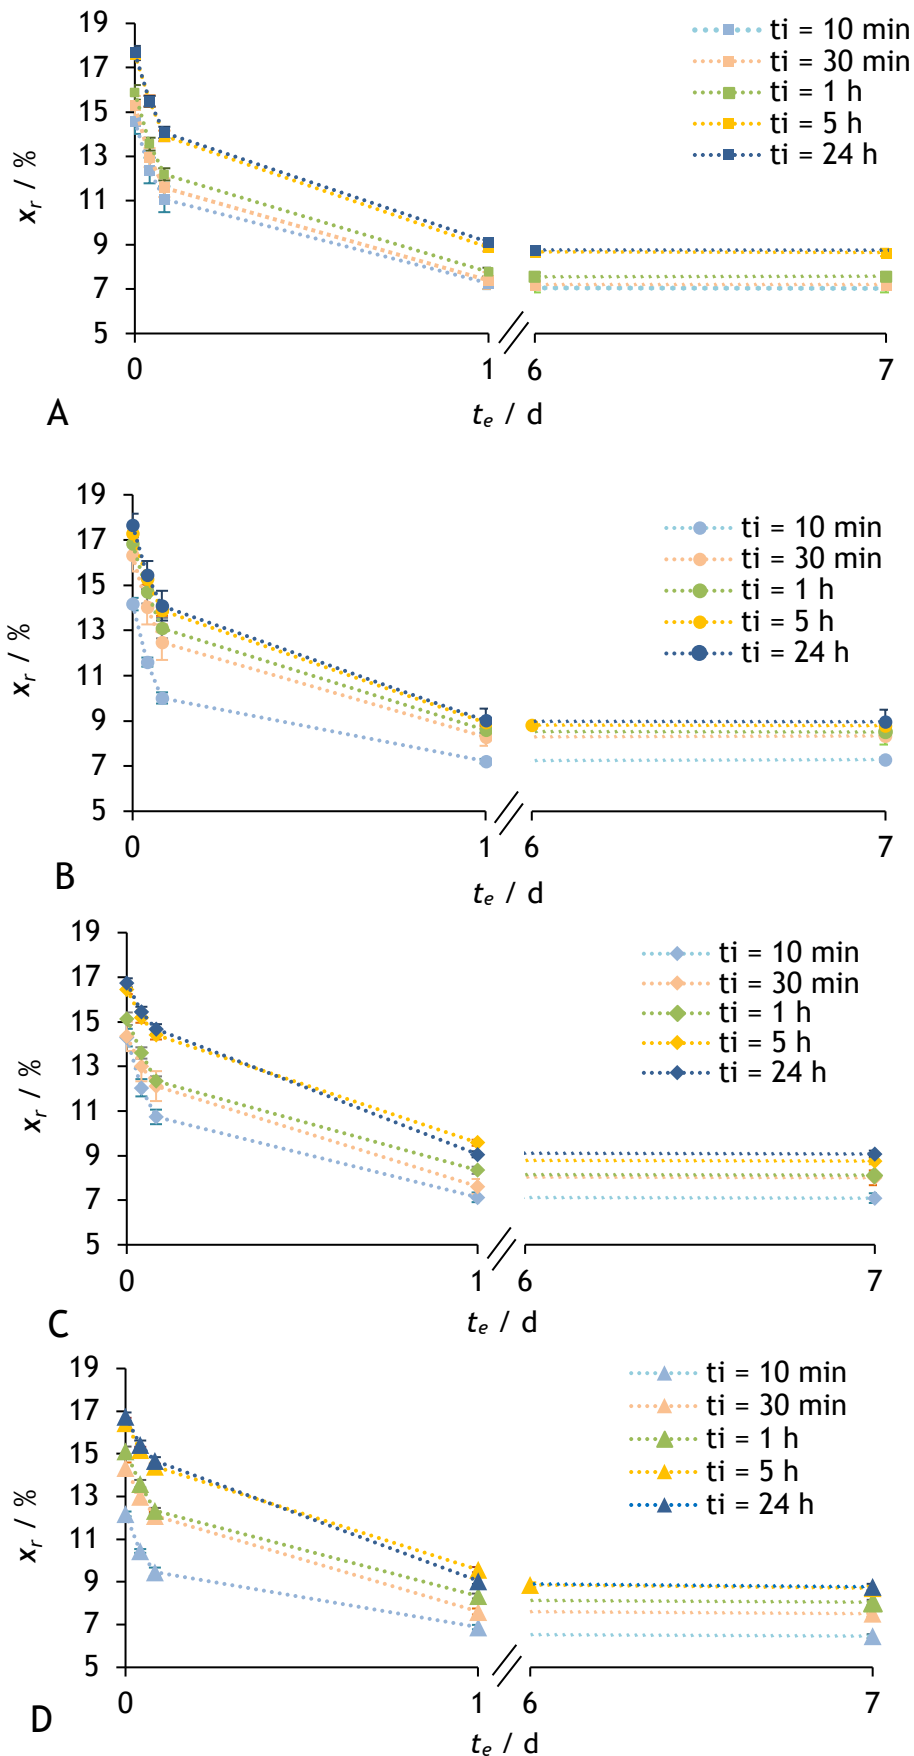 19
17
15
13
11
9
7
5
x_r / %
ti = 10 min
ti = 30 min
ti = 1 h
ti = 5 h
ti = 24 h
0 1 6 7
t_e / d
A
19
17
15
13
11
9
7
5
x_r / %
ti = 10 min
ti = 30 min
ti = 1 h
ti = 5 h
ti = 24 h
0 1 6 7
t_e / d
B
19
17
15
13
11
9
7
5
x_r / %
ti = 10 min
ti = 30 min
ti = 1 h
ti = 5 h
ti = 24 h
0 1 6 7
t_e / d
C
19
17
15
13
11
9
7
5
x_r / %
ti = 10 min
ti = 30 min
ti = 1 h
ti = 5 h
ti = 24 h
0 1 6 7
t_e / d
D